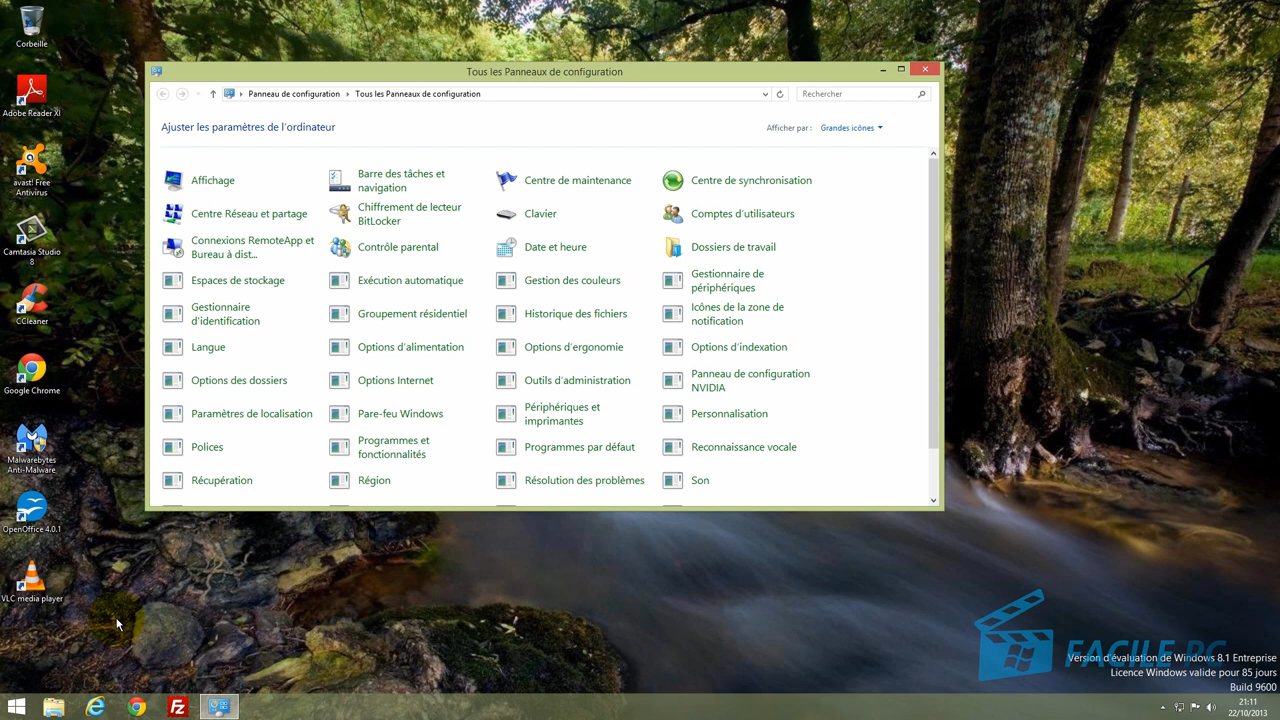 Corbeille
Adobe Reader XI
avast! Free
Antivirus
Camtasia Studio
8
CCleaner
Google Chrome
Malwarebytes
Anti-Malware
OpenOffice 4.0.1
VLC media player
Tous les Panneaux de configuration
Panneau de configuration
Tous les Panneaux de configuration
Rechercher
Ajuster les paramètres de l'ordinateur
Afficher par :
Grandes icônes
Affichage
Barre des tâches et
navigation
Centre de maintenance
Centre de synchronisation
Centre Réseau et partage
Chiffrement de lecteur
BitLocker
Clavier
Comptes d'utilisateurs
Connexions RemoteApp et
Bureau à dist...
Contrôle parental
Date et heure
Dossiers de travail
Espaces de stockage
Exécution automatique
Gestion des couleurs
Gestionnaire de
périphériques
Gestionnaire
d'identification
Groupement résidentiel
Historique des fichiers
Icônes de la zone de
notification
Langue
Options d'alimentation
Options d'ergonomie
Options d'indexation
Options des dossiers
Options Internet
Outils d'administration
Panneau de configuration
NVIDIA
Paramètres de localisation
Pare-feu Windows
Périphériques et
imprimantes
Personnalisation
Polices
Programmes et
fonctionnalités
Programmes par défaut
Reconnaissance vocale
Récupération
Région
Résolution des problèmes
Son
FACILE PC
Version d'évaluation de Windows 8.1 Entreprise
Licence Windows valide pour 85 jours
Build 9600
21:11
22/10/2013